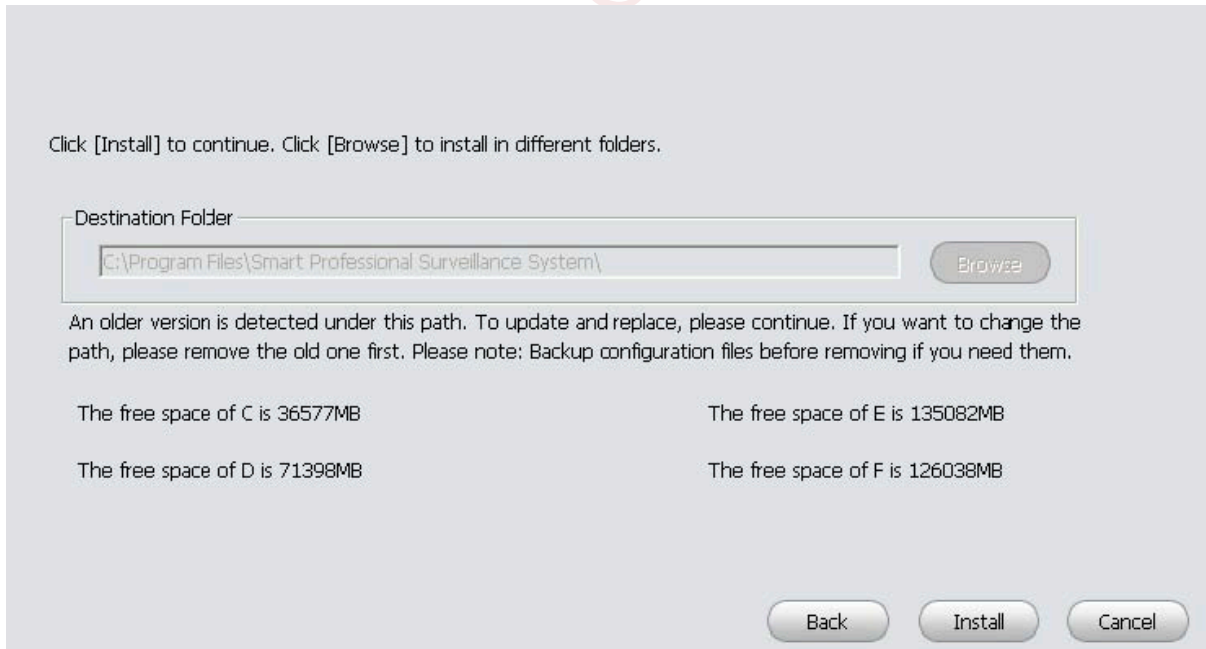 Click [Install] to continue. Click [Browse] to install in different folders.
Destination Folder
C:\Program Files\Smart Professional Surveillance System\
Browse
An older version is detected under this path. To update and replace, please continue. If you want to change the
path, please remove the old one first. Please note: Backup configuration files before removing if you need them.
The free space of C is 36577MB
The free space of E is 135082MB
The free space of D is 71398MB
The free space of F is 126038MB
Back
Install
Cancel